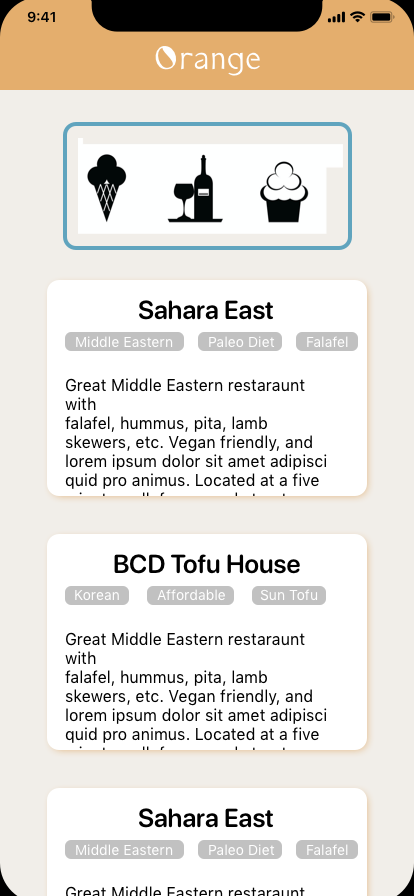 9:41
Orange
Sahara East
Middle Eastern Paleo Diet Falafel
Great Middle Eastern restaraunt
with
falafel, hummus, pita, lamb
skewers, etc. Vegan friendly, and
lorem ipsum dolor sit amet adipisci
quid pro animus. Located at a five
BCD Tofu House
Korean Affordable Sun Tofu
Great Middle Eastern restaraunt
with
falafel, hummus, pita, lamb
skewers, etc. Vegan friendly, and
lorem ipsum dolor sit amet adipisci
quid pro animus. Located at a five
Sahara East
Middle Eastern Paleo Diet Falafel
Great Middle Eastern restaraunt